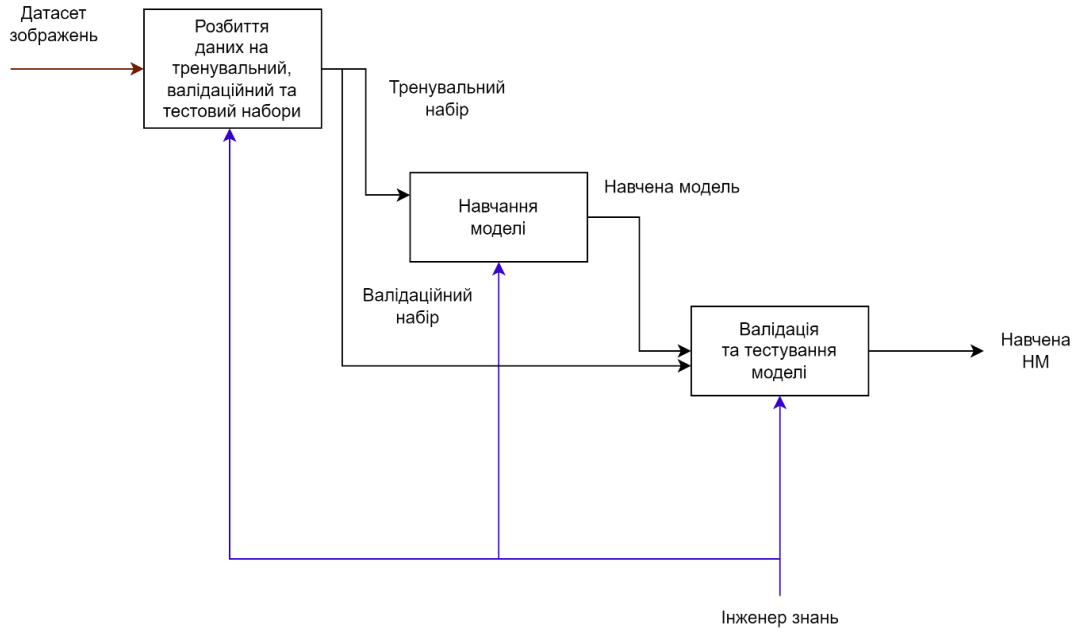 Датасет
зображень
Розбиття
даних на
тренувальний,
валідаційний та
тестовий набори
Тренувальний
набір
Навчання
моделі
Навчена модель
Валідаційний
набір
Валідація
та тестування
моделі
Навчена
НМ
Інженер знань